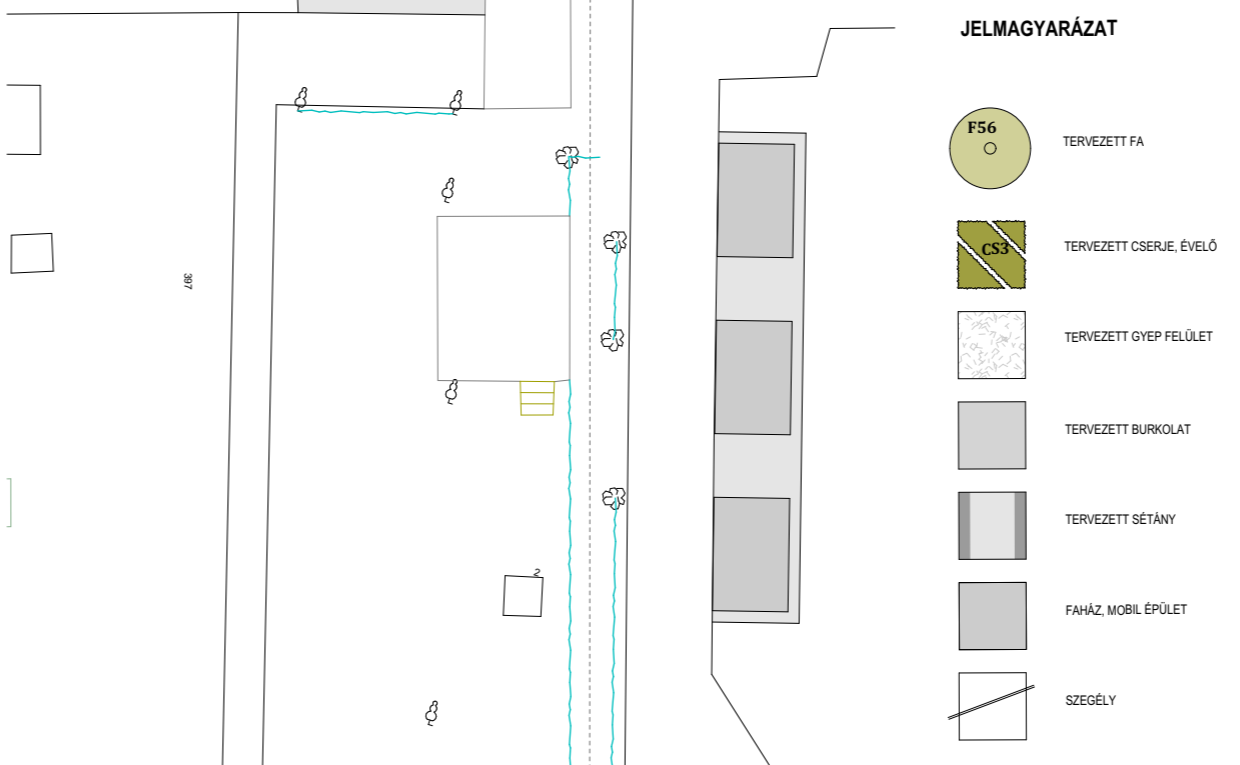 JELMAGYARÁZAT
F56
TERVEZETT FA
CS3
TERVEZETT CSERJE, ÉVELŐ
TERVEZETT GYEP FELÜLET
TERVEZETT BURKOLAT
TERVEZETT SÉTÁNY
FAHÁZ, MOBIL ÉPÜLET
SZEGÉLY
397
2